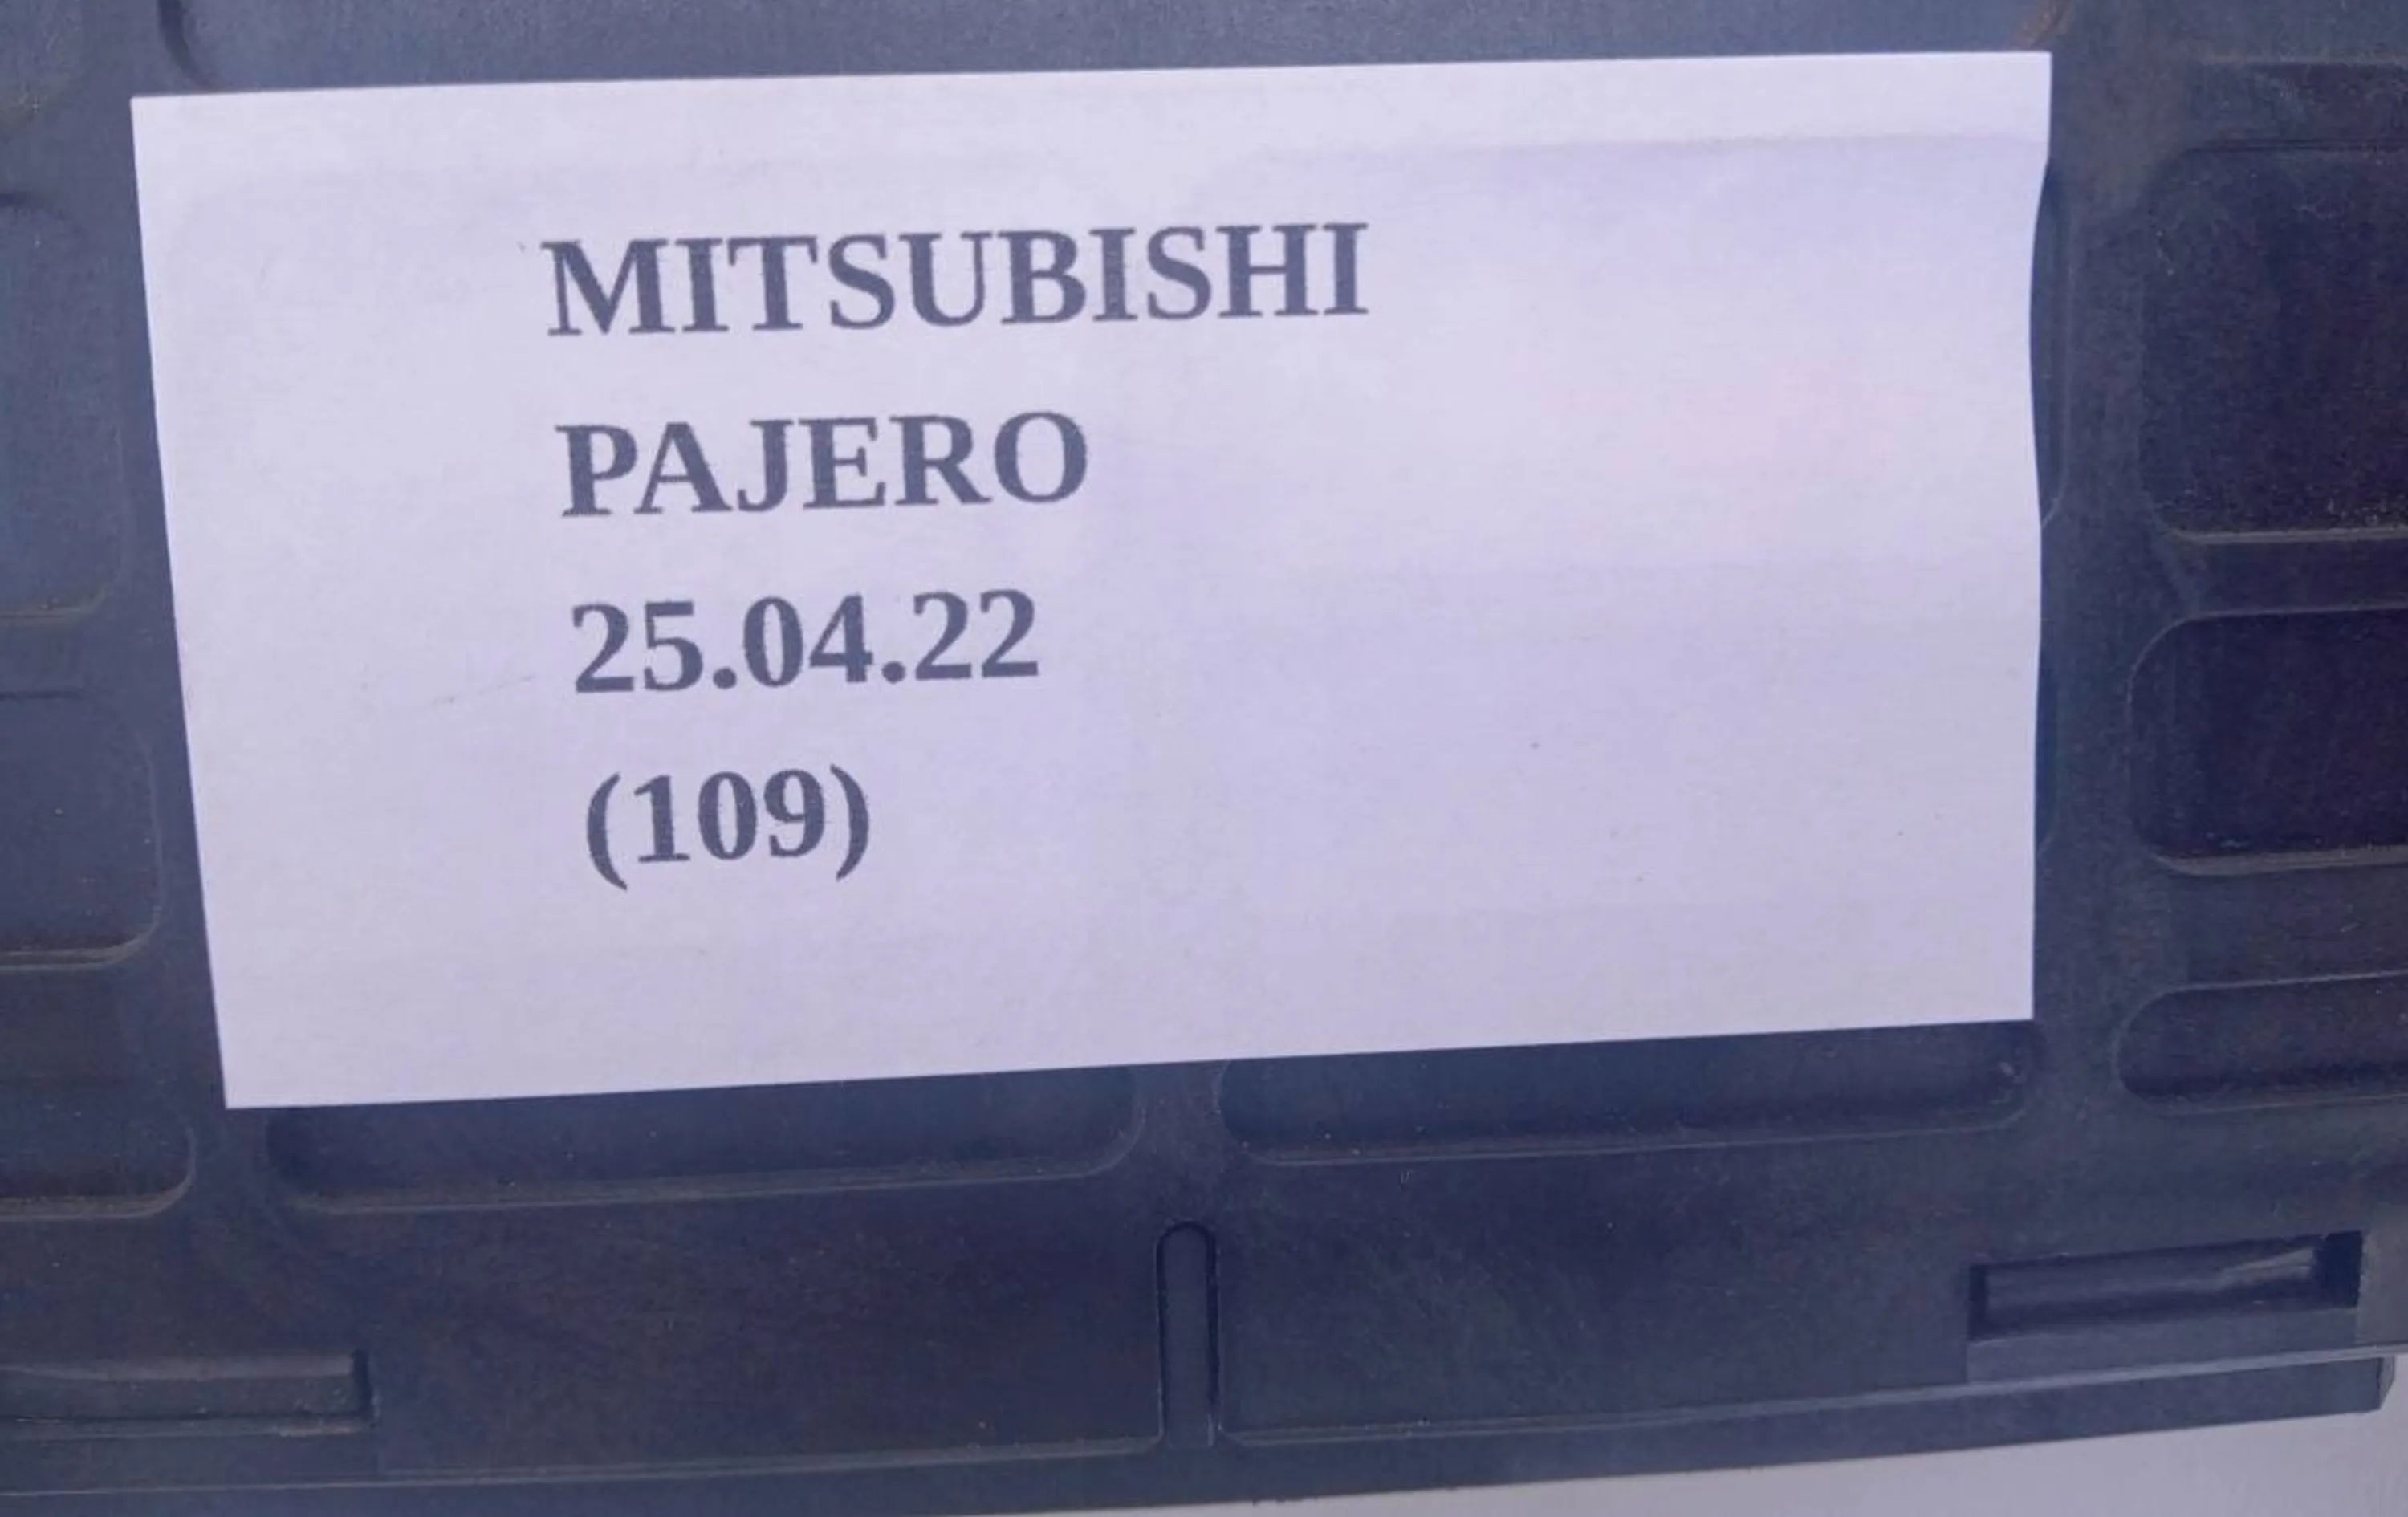 MITSUBISHI
PAJERO
25.04.22
(109)